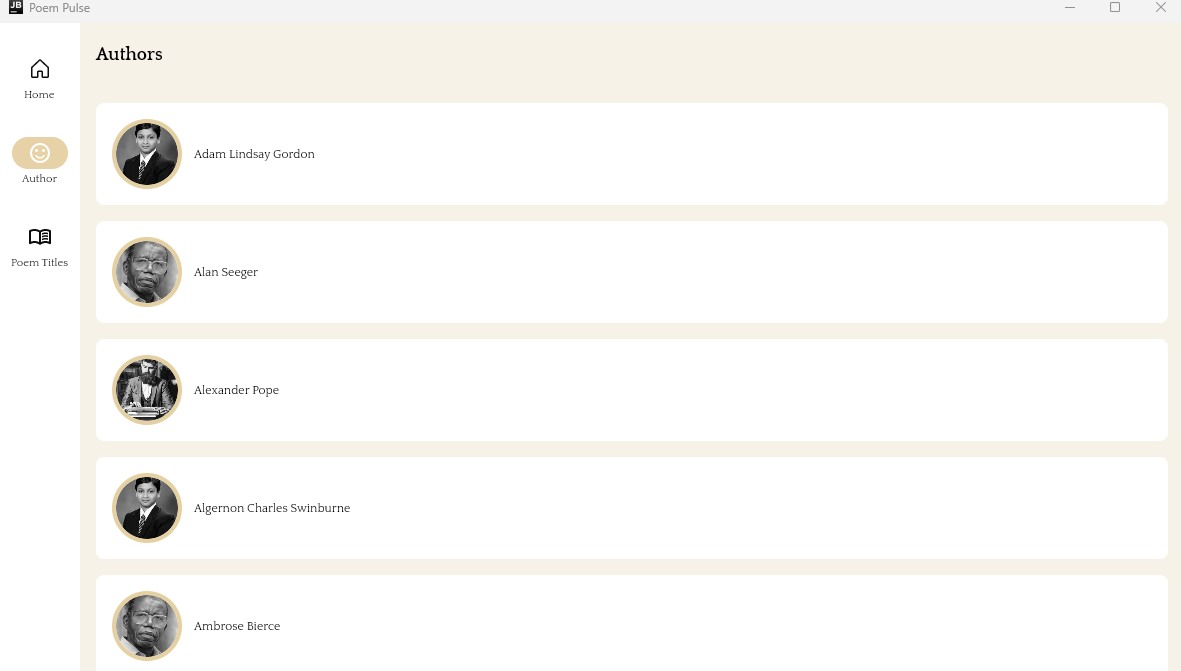 JB
Poem Pulse
Home
Author
Poem Titles
Authors
Adam Lindsay Gordon
Alan Seeger
Alexander Pope
Algernon Charles Swinburne
Ambrose Bierce